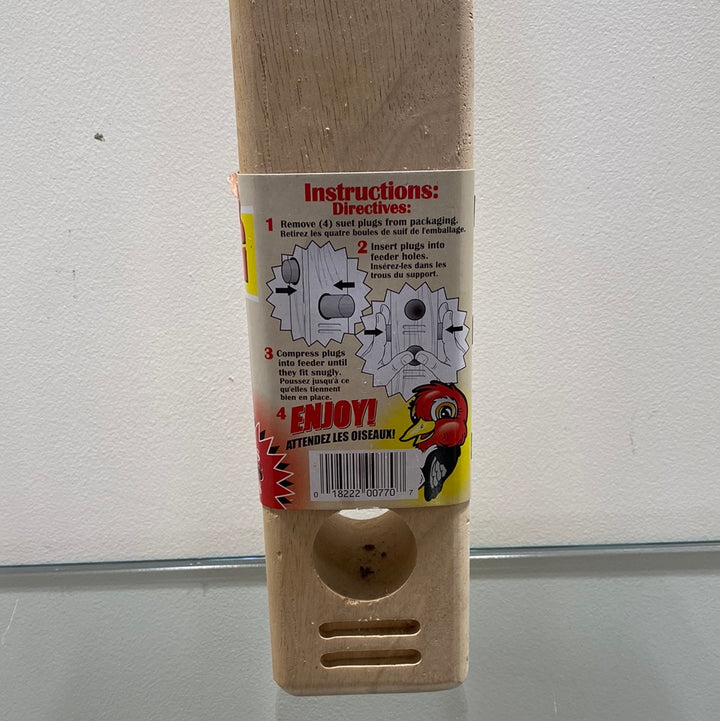 Instructions:
Directives:
1 Remove (4) suet plugs from packaging.
Retirez les quatre boules de suif de l'emballage.
2 Insert plugs into
feeder holes.
Insérez-les dans les
trous du support.
3 Compress plugs
into feeder until
they fit snugly.
Poussez jusqu'à ce
qu'elles tiennent
bien en place.
4 ENJOY!
ATTENDEZ LES OISEAUX!
0 18222 00770 7